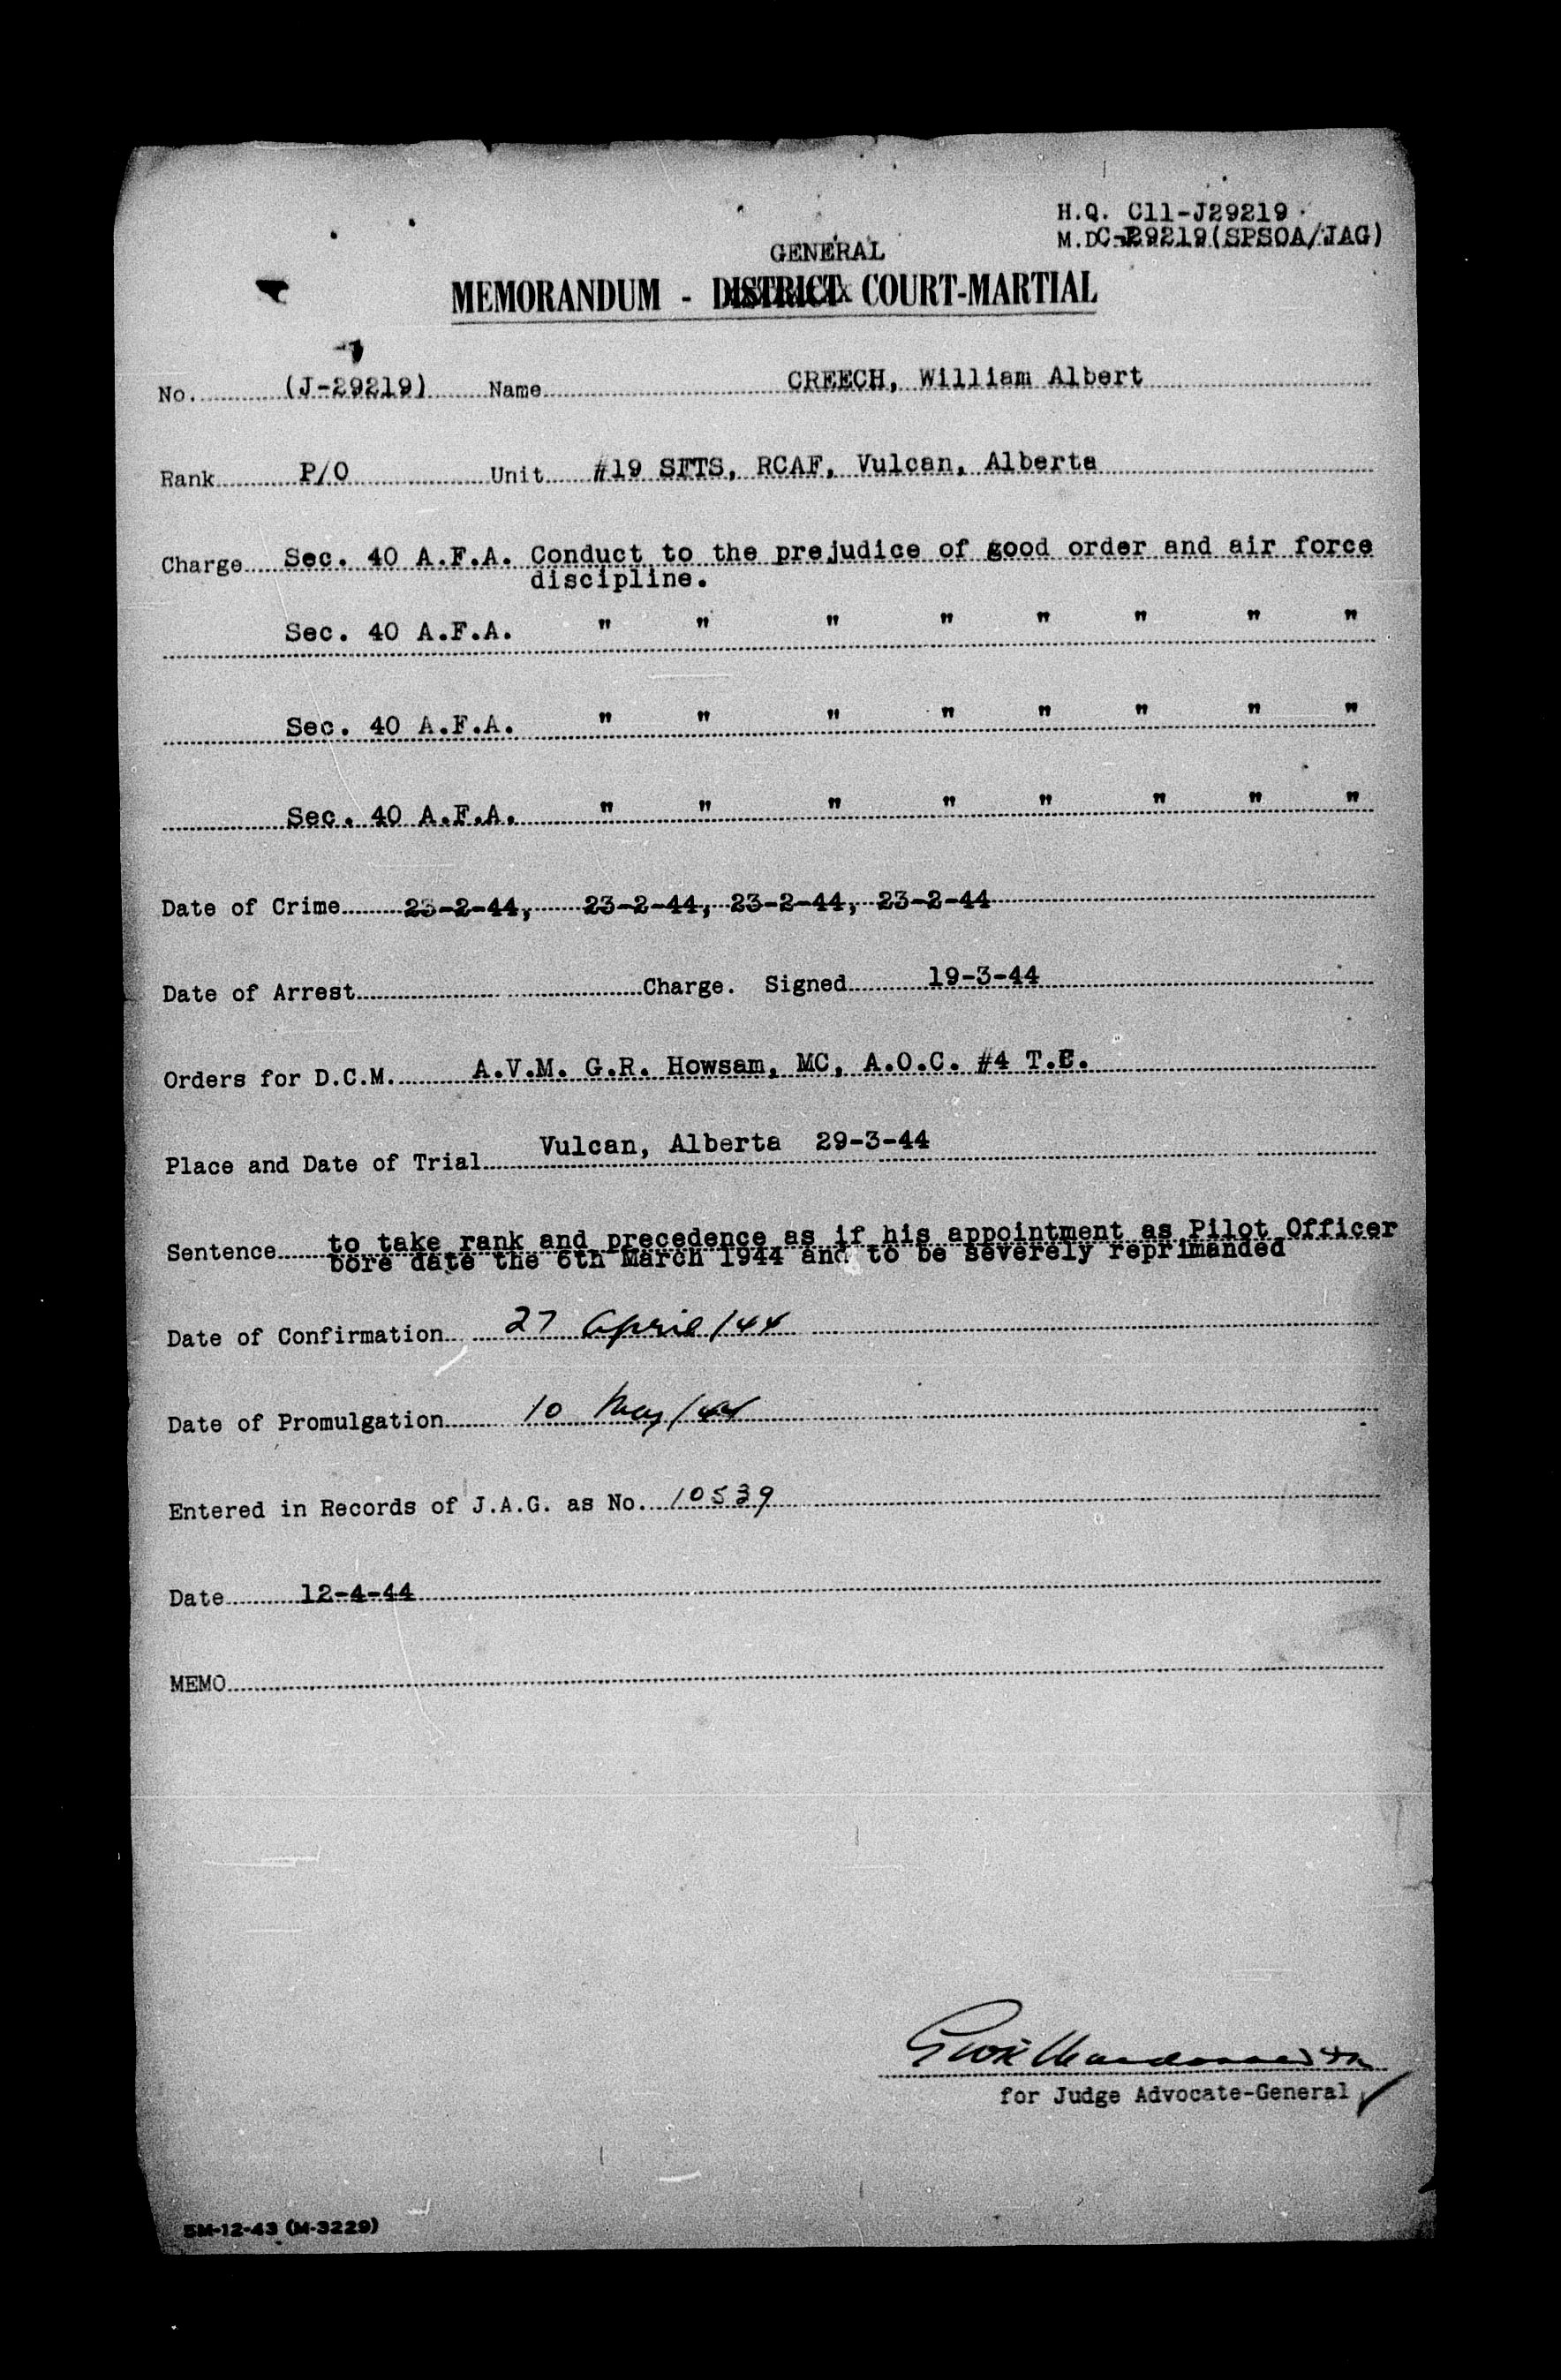 H.Q. C11-J29219
M.D. C-J29219(SPSOA/JAG)
GENERAL
MEMORANDUM - DISTRICT COURT-MARTIAL
No. (J-29219) Name CREECH, William Albert
Rank P/O Unit #19 SFTS, RCAF, Vulcan, Alberta
Charge Sec. 40 A.F.A. Conduct to the prejudice of good order and air force
discipline.
Sec. 40 A.F.A. " " " " " " " "
Sec. 40 A.F.A. " " " " " " " "
Sec. 40 A.F.A. " " " " " " " "
Date of Crime 23-2-44, 23-2-44, 23-2-44, 23-2-44
Date of Arrest Charge. Signed 19-3-44
Orders for D.C.M. A.V.M. G.R. Howsam, MC, A.O.C. #4 T.C.
Place and Date of Trial Vulcan, Alberta 29-3-44
Sentence to take rank and precedence as if his appointment as Pilot Officer
bore date the 6th March 1944 and to be severely reprimanded
Date of Confirmation 27 April/44
Date of Promulgation 10 May/44
Entered in Records of J.A.G. as No. 10539
Date 12-4-44
MEMO
for Judge Advocate-General
5M-12-43 (M-3229)